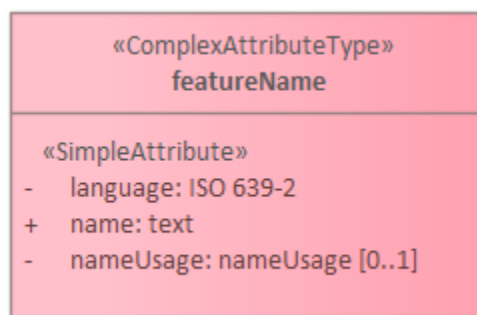 «ComplexAttributeType»
featureName
«SimpleAttribute»
- language: ISO 639-2
+ name: text
- nameUsage: nameUsage [0..1]